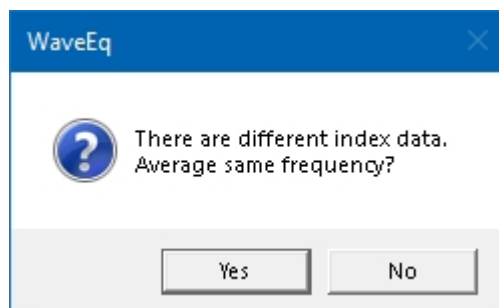 WaveEq
There are different index data.
Average same frequency?
Yes
No